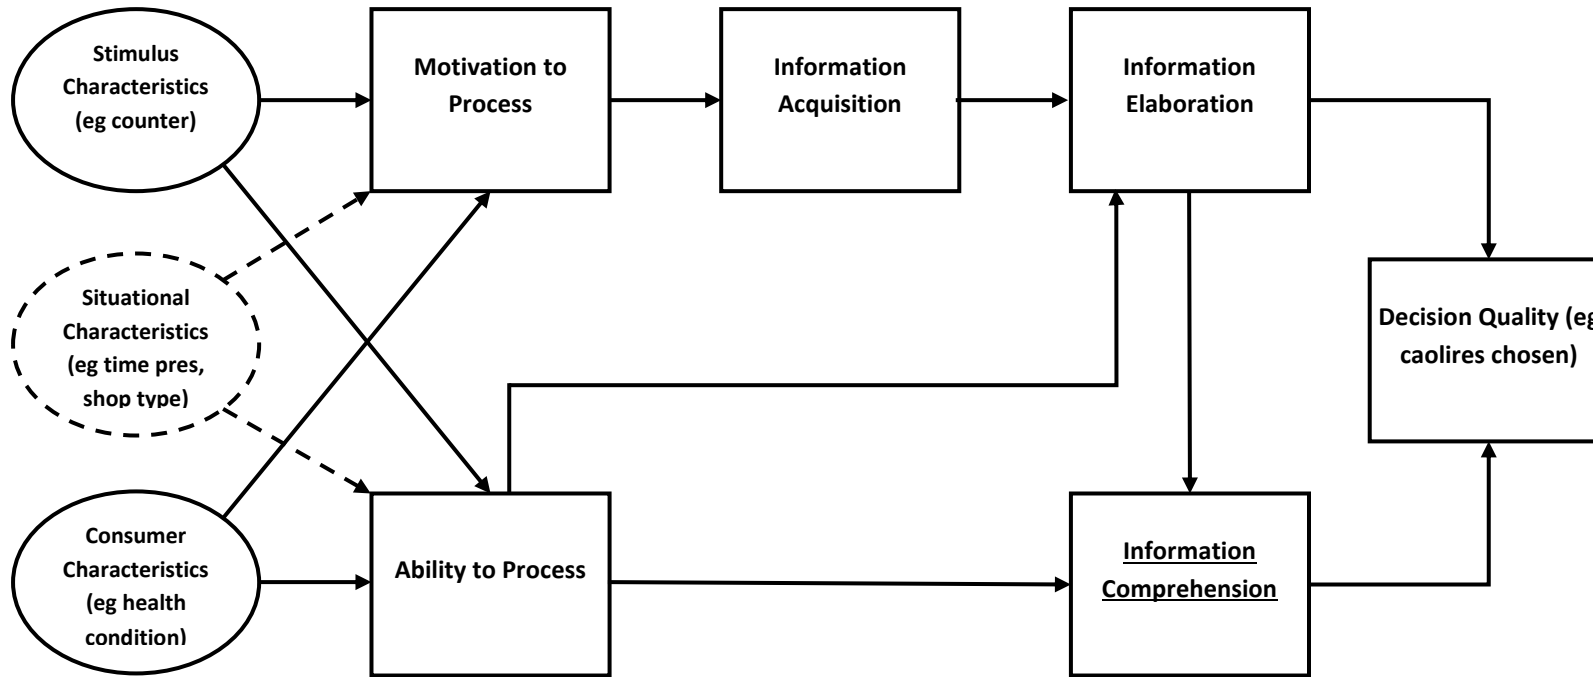 Stimulus
Characteristics
(eg counter)
Motivation to
Process
Information
Acquisition
Information
Elaboration
Situational
Characteristics
(eg time pres,
shop type)
Decision Quality (eg
caolires chosen)
Consumer
Characteristics
(eg health
condition)
Ability to Process
Information
Comprehension